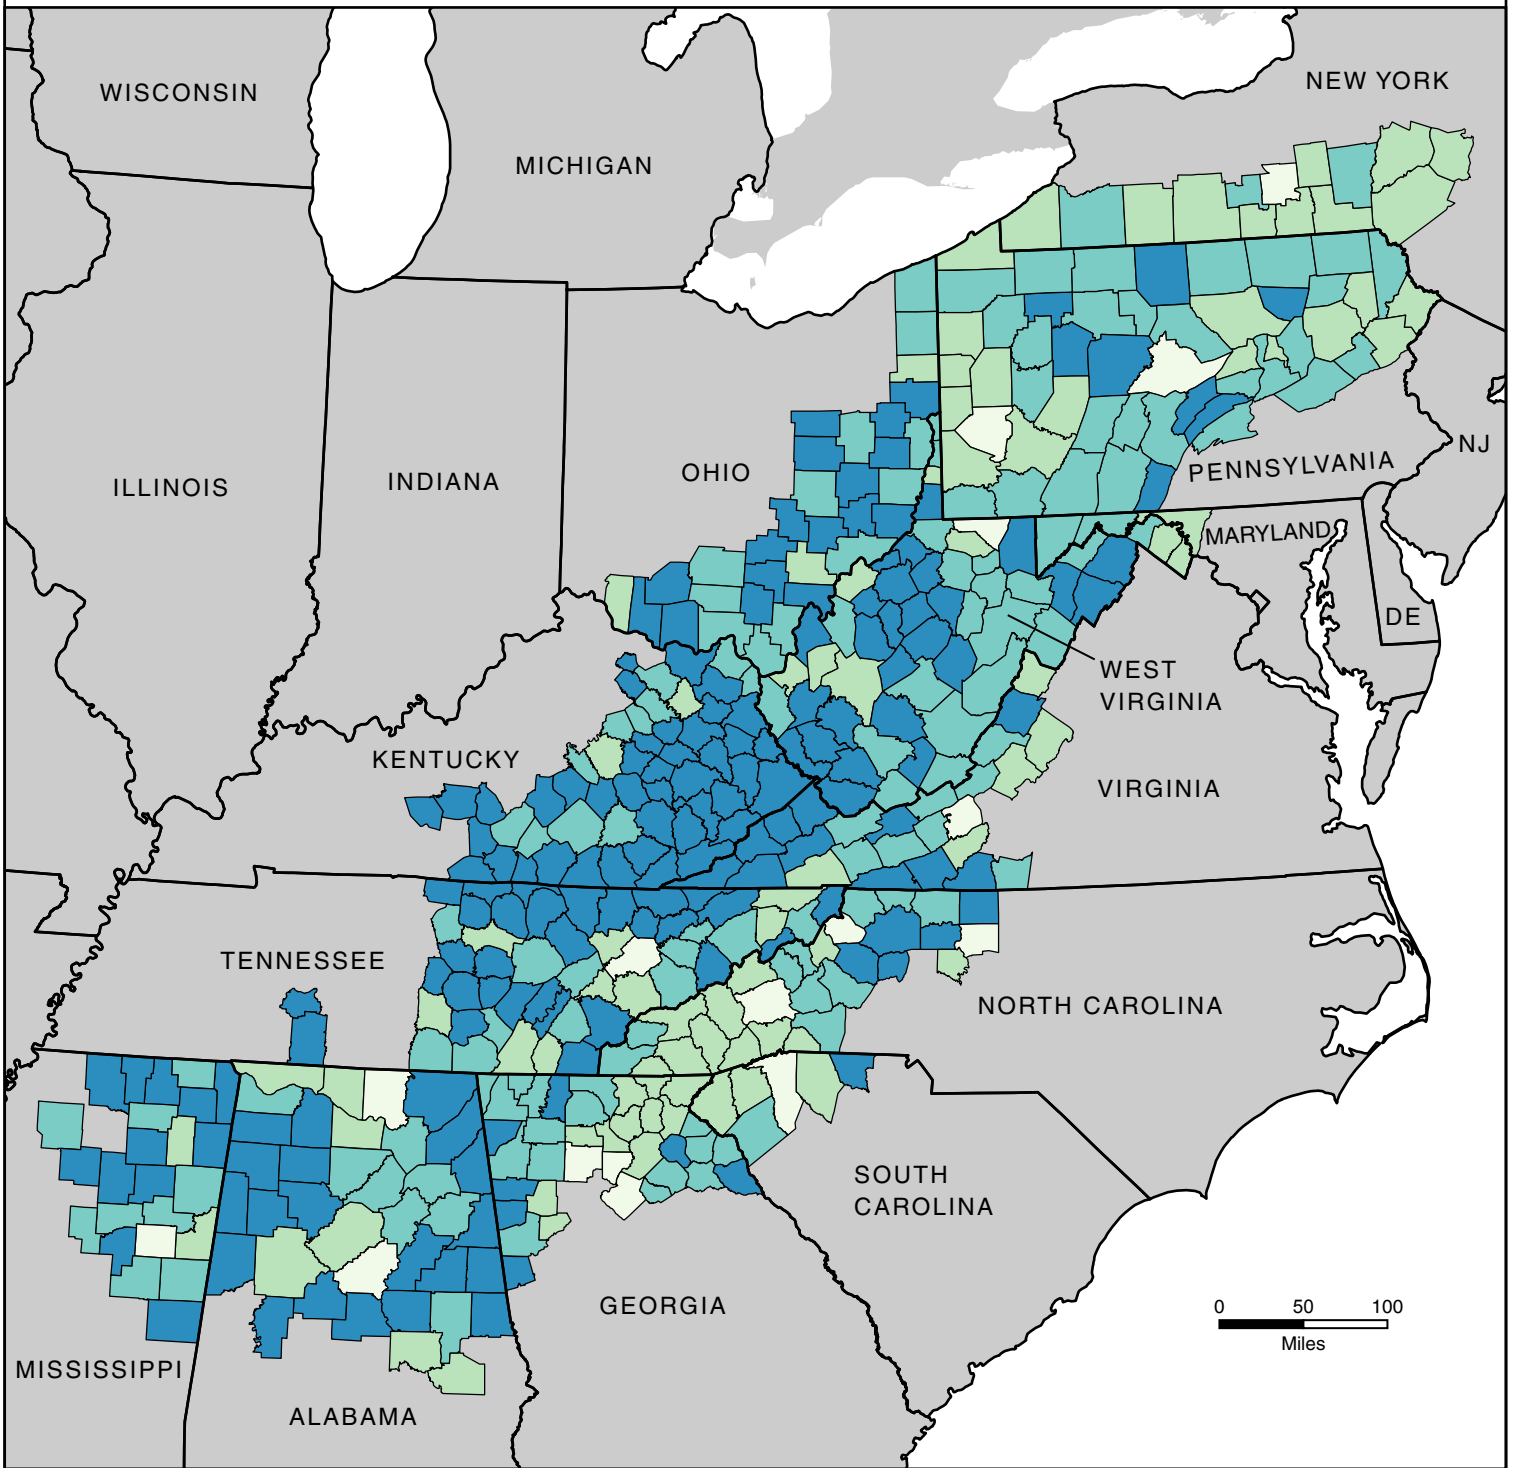 NEW YORK
WISCONSIN
MICHIGAN
NJ
PENNSYLVANIA
OHIO
INDIANA
ILLINOIS
MARYLAND
DE
WEST
VIRGINIA
KENTUCKY
VIRGINIA
TENNESSEE
NORTH CAROLINA
SOUTH
CAROLINA
GEORGIA
0 50 100
Miles
MISSISSIPPI
ALABAMA